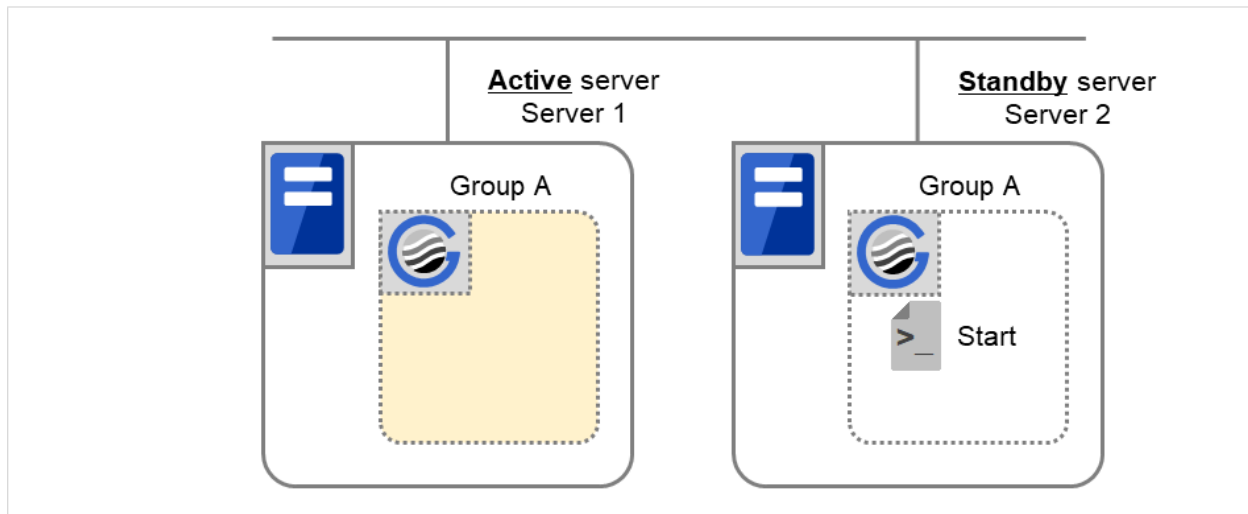 Active server
Server 1
Standby server
Server 2
Group A
Group A
>_ Start